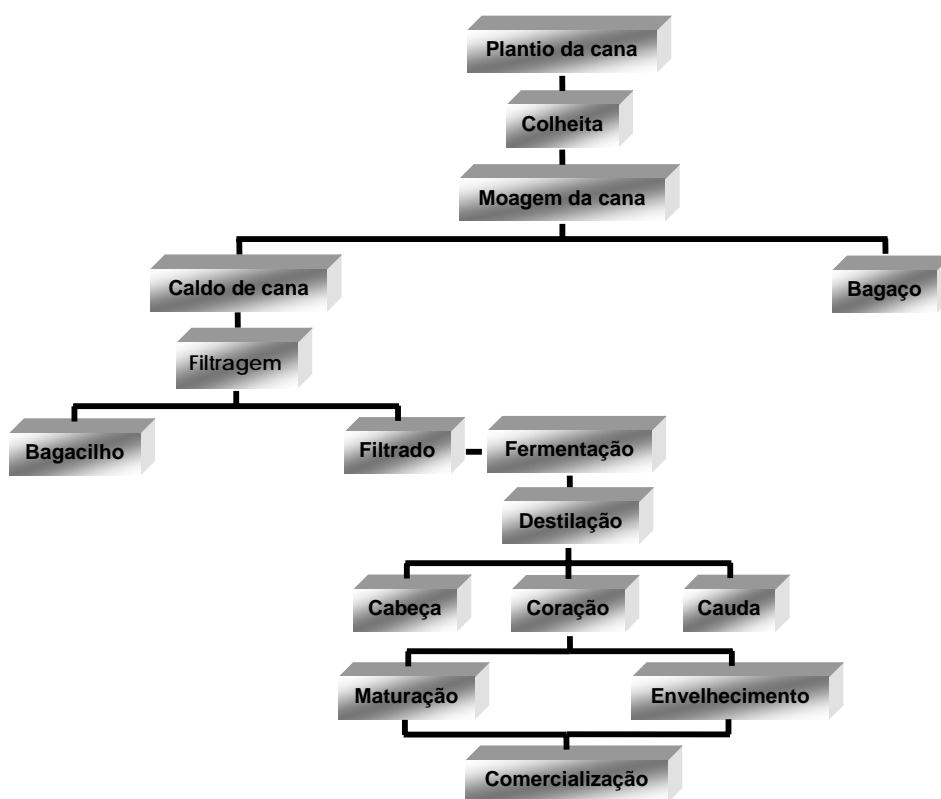 Plantio da cana
Colheita
Moagem da cana
Caldo de cana
Bagaço
Filtragem
Bagacilho
Filtrado
Fermentação
Destilação
Cabeça
Coração
Cauda
Maturação
Envelhecimento
Comercialização